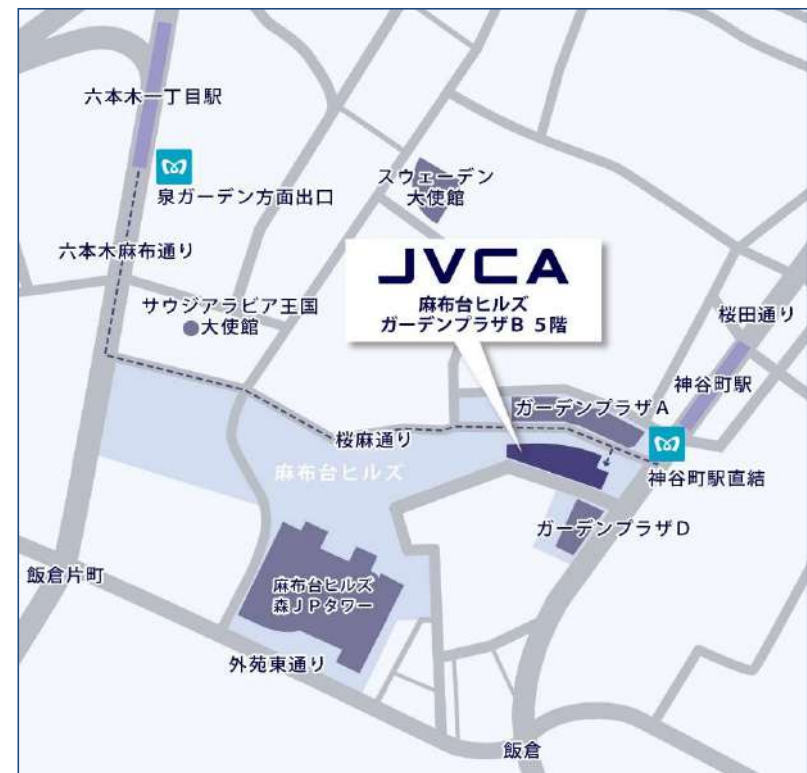 六本木一丁目駅
泉ガーデン方面出口
スウェーデン
大使館
六本木麻布通り
JVCA
麻布台ヒルズ
ガーデンプラザB 5階
サウジアラビア王国
大使館
桜田通り
神谷町駅
ガーデンプラザA
桜麻通り
麻布台ヒルズ
神谷町駅直結
ガーデンプラザD
飯倉片町
麻布台ヒルズ
森JPタワー
外苑東通り
飯倉